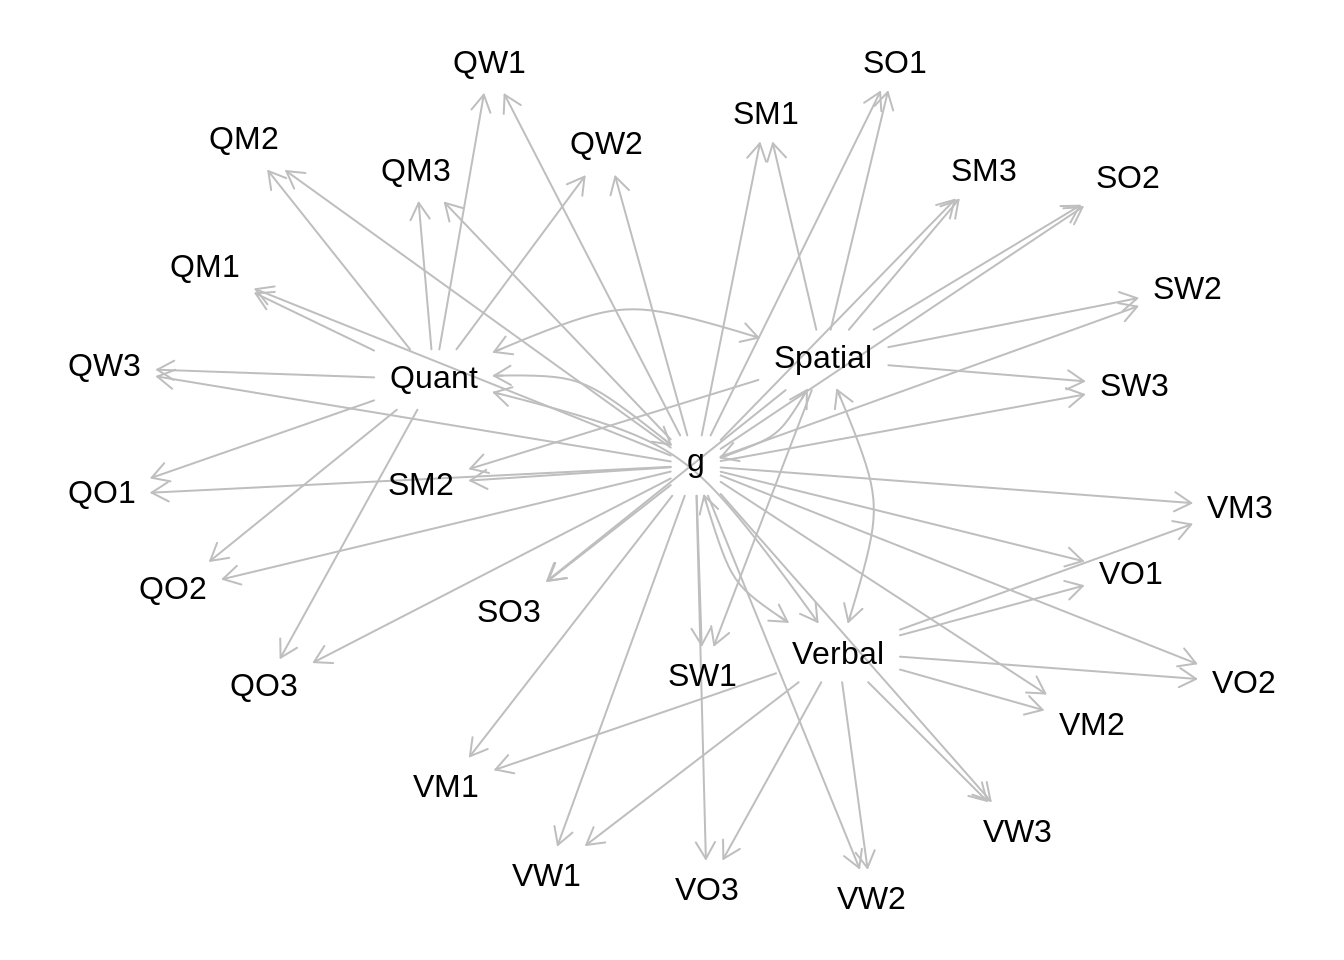 QW1
SO1
SM1
QM2
QW2
QM3
SM3
SO2
QM1
SW2
Spatial
QW3
Quant
SW3
g
SM2
QO1
VM3
VO1
QO2
SO3
Verbal
SW1
QO3
VO2
VM2
VM1
VW3
VW1
VO3
VW2